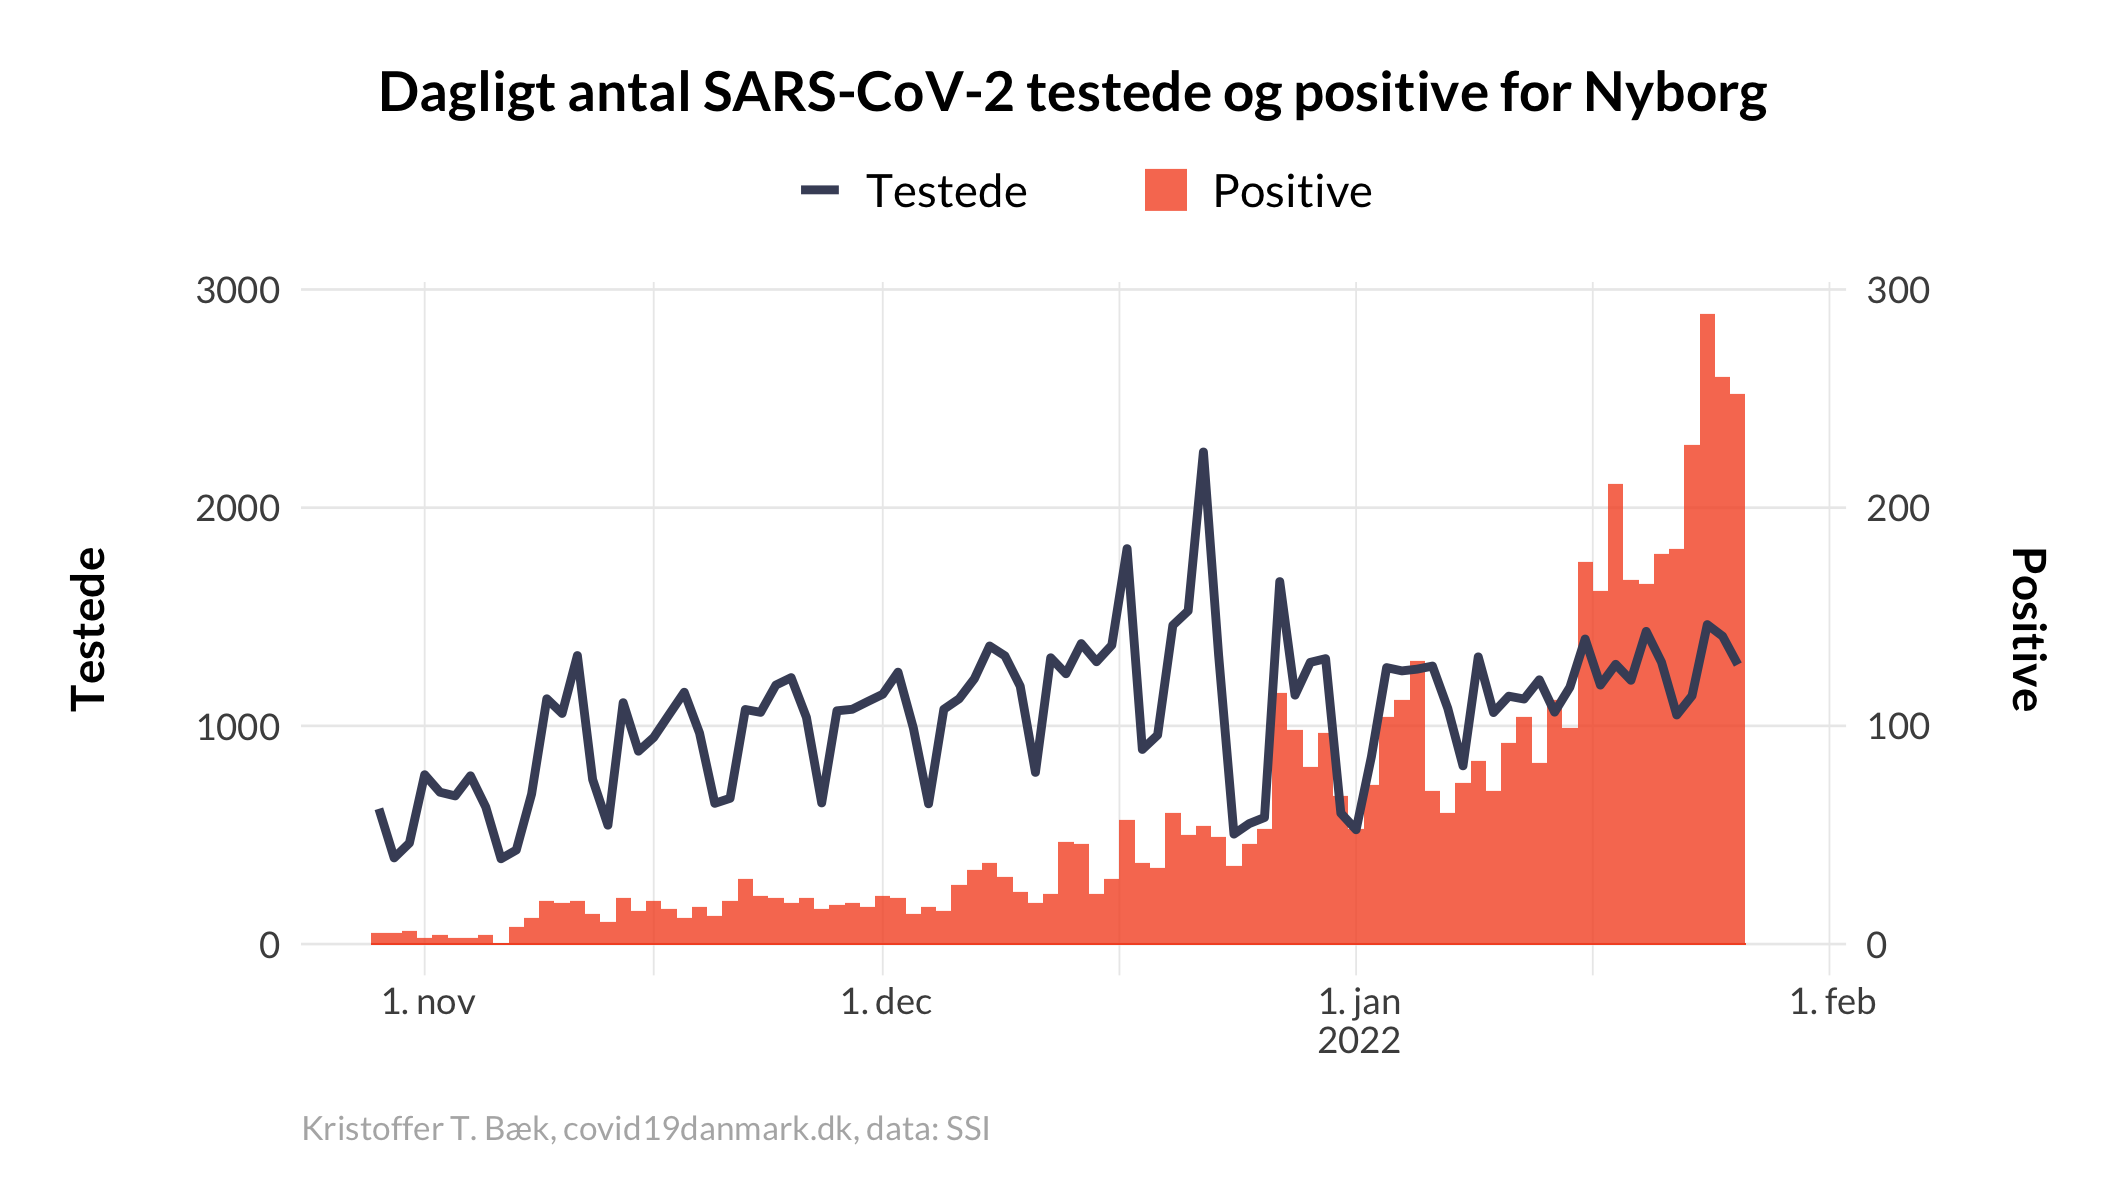 Dagligt antal SARS-CoV-2 testede og positive for Nyborg
Testede
Positive
3000
2000
1000
0
Testede
300
200
100
0
Positive
1. nov
1. dec
1. jan
2022
1. feb
Kristoffer T. Bæk, covid19danmark.dk, data: SSI